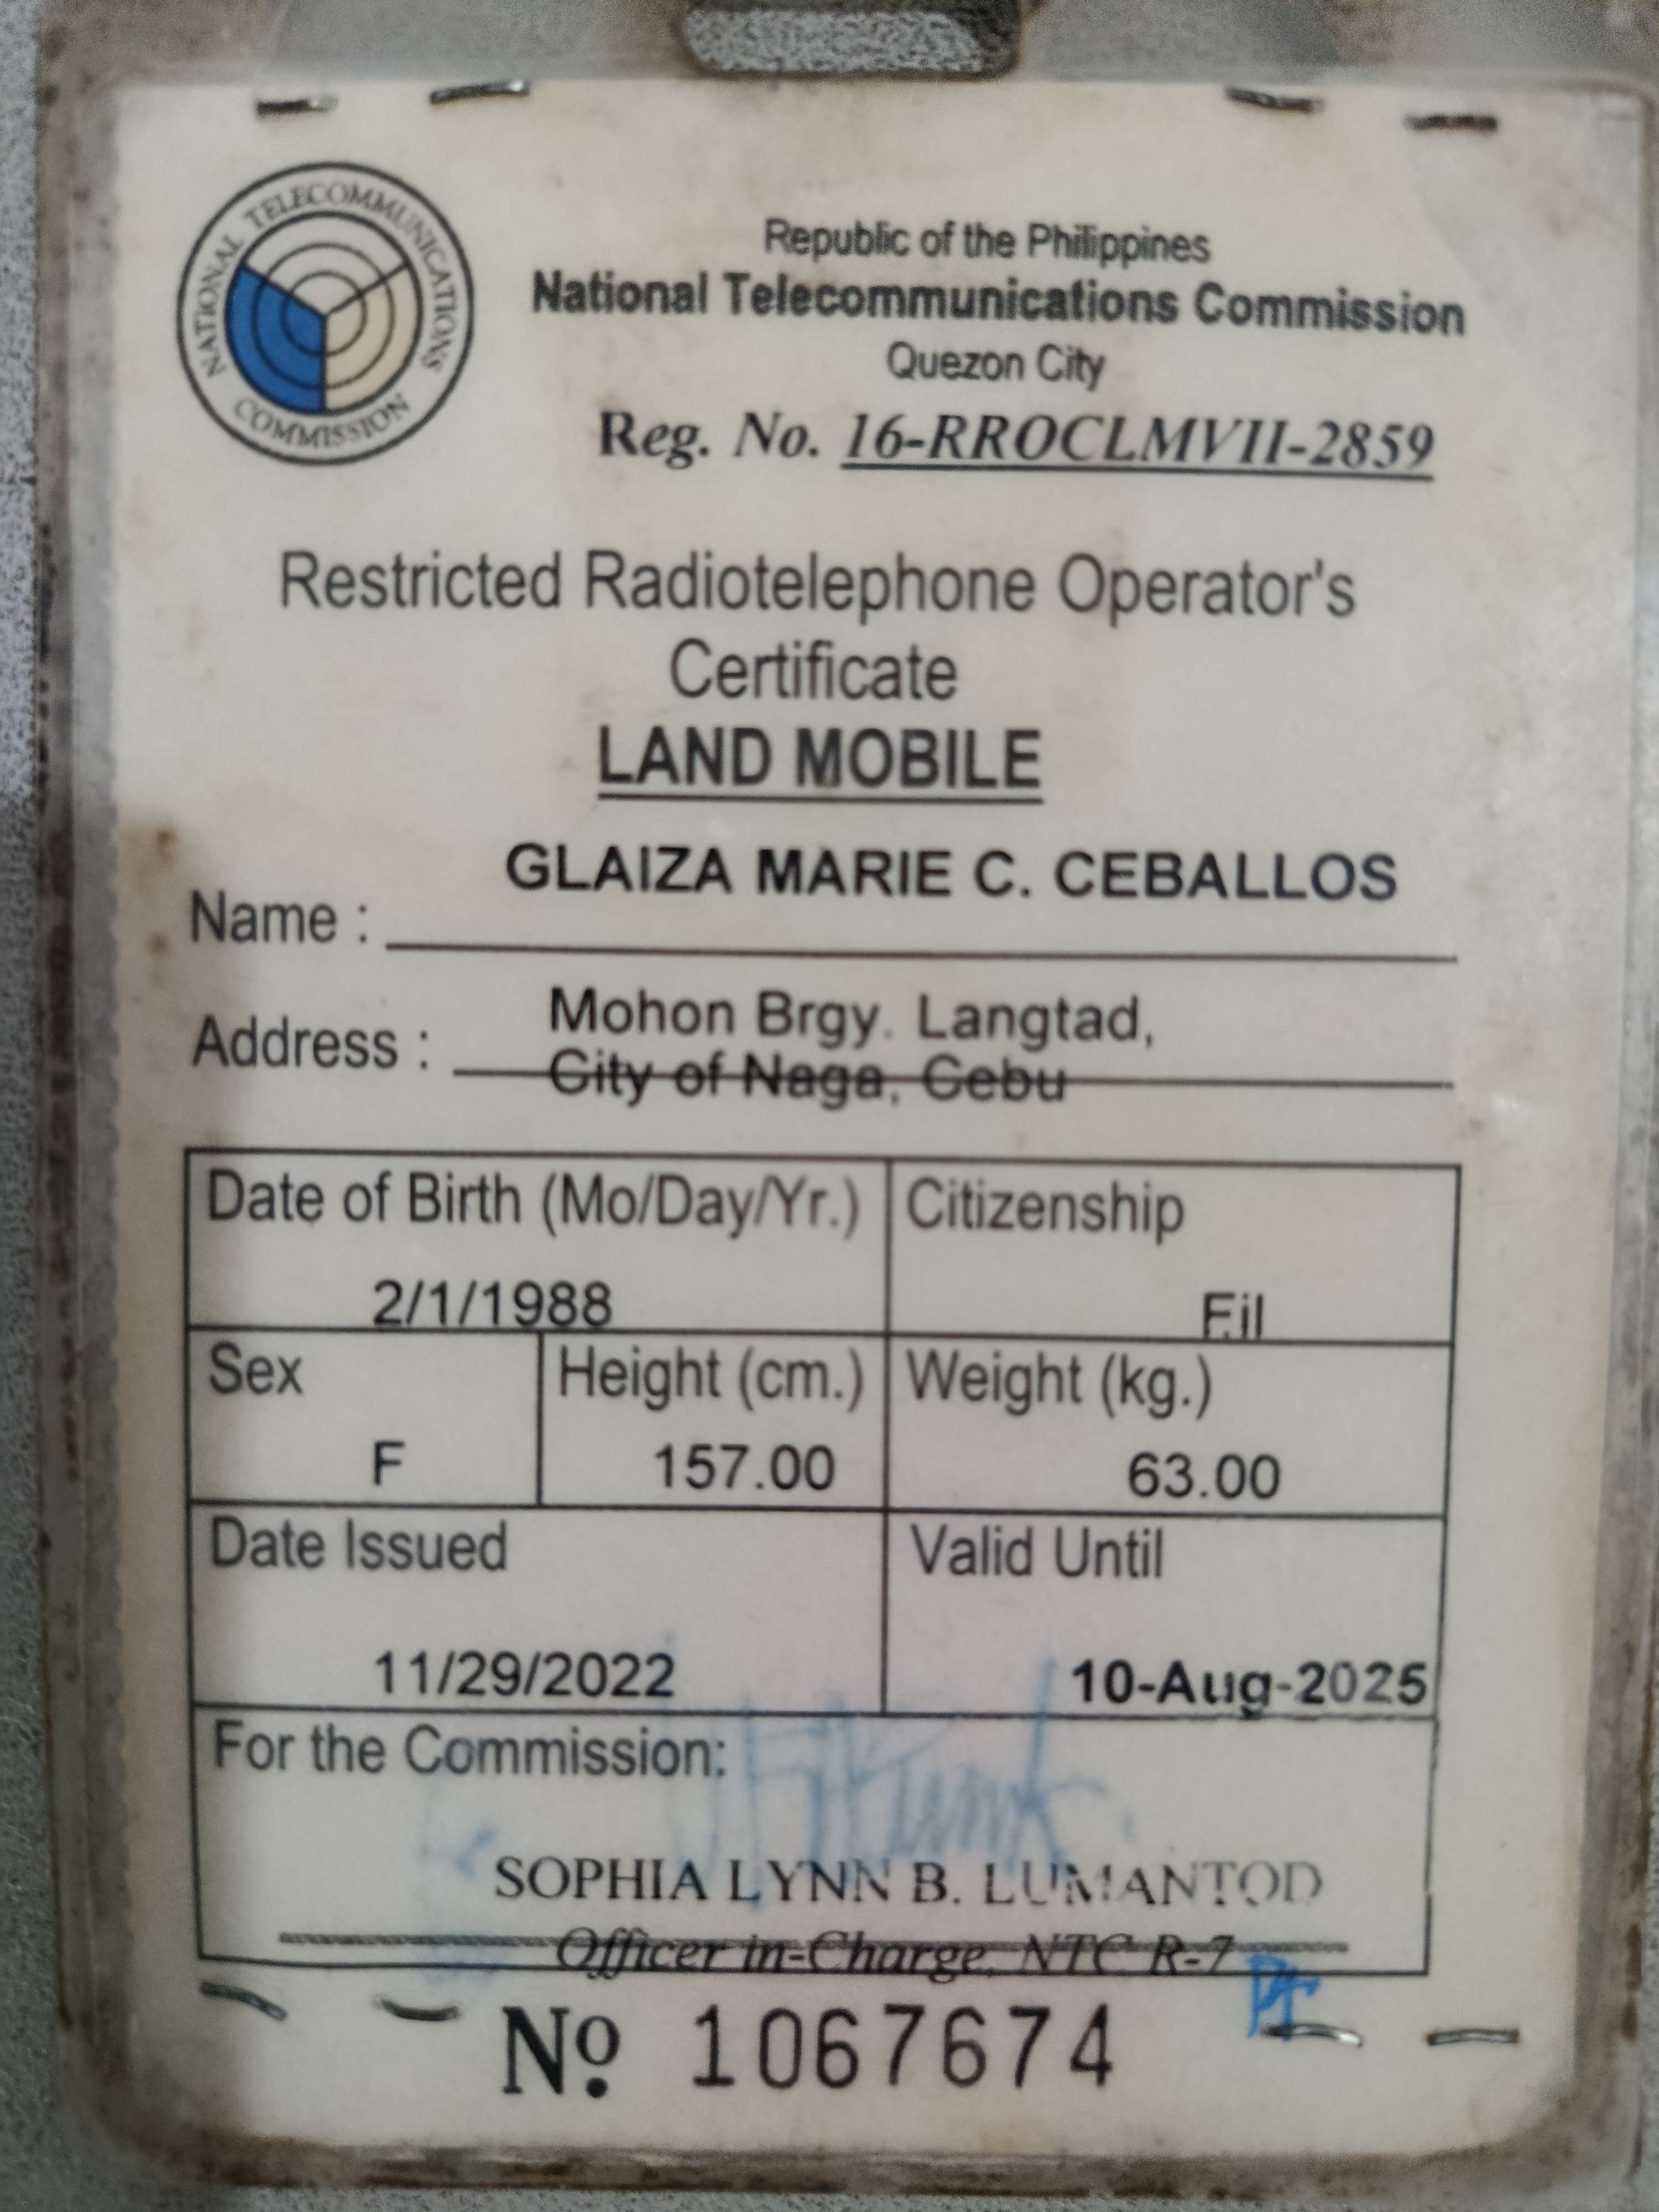 NATIONAL TELECOMMUNICATIONS COMMISSION
Republic of the Philippines
National Telecommunications Commission
Quezon City
Reg. No. 16-RROCLMVII-2859
Restricted Radiotelephone Operator's
Certificate
LAND MOBILE
GLAIZA MARIE C. CEBALLOS
Name :
Mohon Brgy. Langtad,
Address :
City of Naga, Cebu
Date of Birth (Mo/Day/Yr.) Citizenship
2/1/1988 Fil
Sex Height (cm.) Weight (kg.)
F 157.00 63.00
Date Issued Valid Until
11/29/2022 10-Aug-2025
For the Commission:
SOPHIA LYNN B. LUMANTOD
Officer in-Charge, NTC R-7
№ 1067674